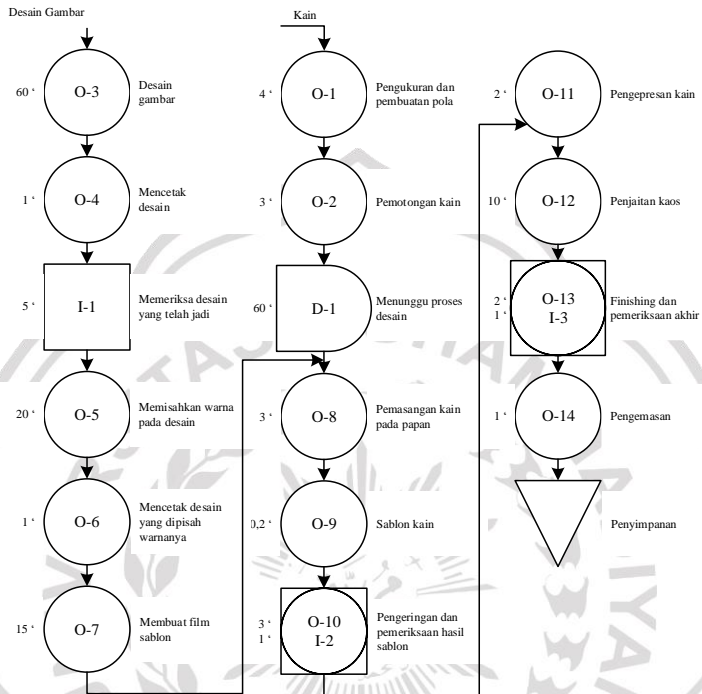 Desain Gambar
60 ‘
O-3
Desain
gambar
1 ‘
O-4
Mencetak
desain
5 ‘
I-1
Memeriksa desain
yang telah jadi
20 ‘
O-5
Memisahkan warna
pada desain
1 ‘
O-6
Mencetak desain
yang dipisah
warnanya
15 ‘
O-7
Membuat film
sablon
Kain
4 ‘
O-1
Pengukuran dan
pembuatan pola
3 ‘
O-2
Pemotongan kain
60 ‘
D-1
Menunggu proses
desain
3 ‘
O-8
Pemasangan kain
pada papan
0,2 ‘
O-9
Sablon kain
3 ‘
1 ‘
O-10
I-2
Pengeringan dan
pemeriksaan hasil
sablon
2 ‘
O-11
Pengepresan kain
10 ‘
O-12
Penjaitan kaos
2 ‘
1 ‘
O-13
I-3
Finishing dan
pemeriksaan akhir
1 ‘
O-14
Pengemasan
Penyimpanan